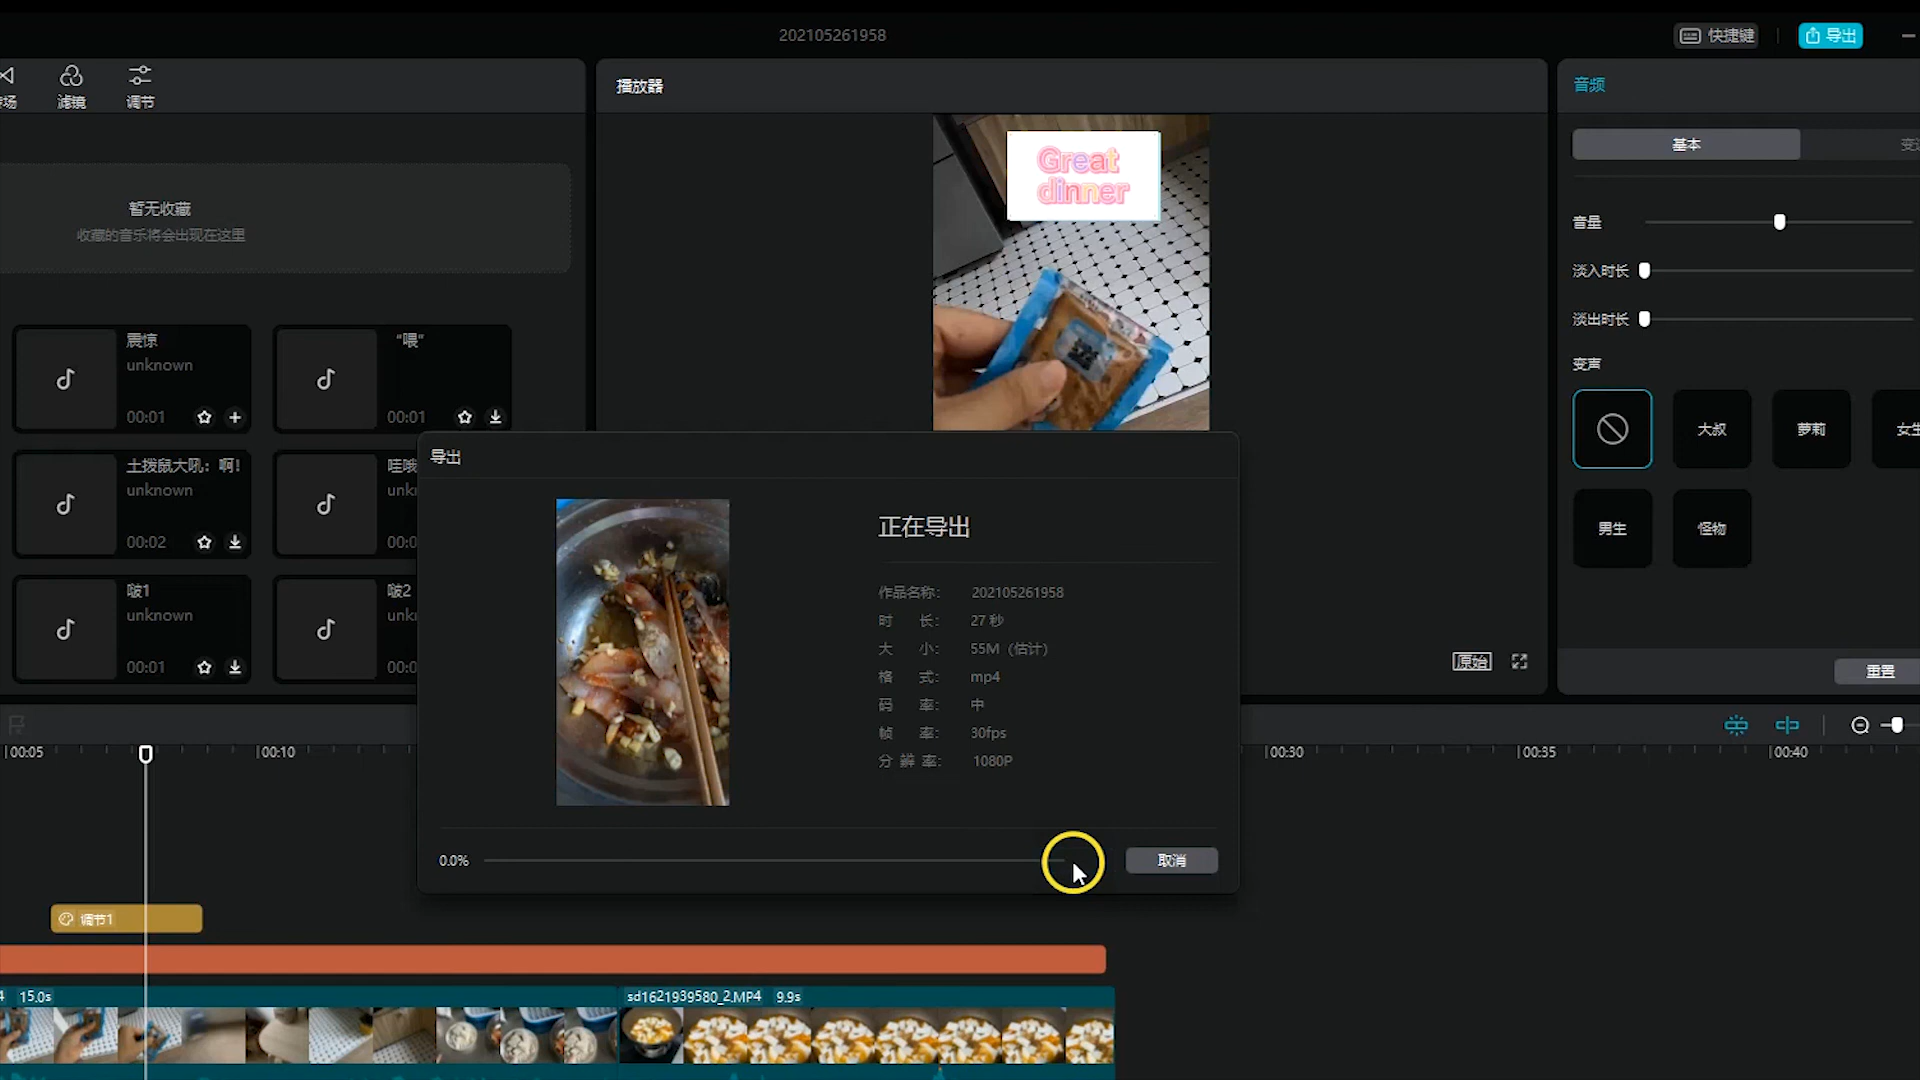 202105261958
快捷键
导出
滤镜
调节
播放器
音频
基本
Great
dinner
暂无收藏
收藏的音乐将会出现在这里
音量
淡入时长
淡出时长
变声
大叔
萝莉
女生
男生
怪物
震惊
unknown
00:01
“喂”
00:01
土拨鼠大吼：啊！
unknown
00:02
啵1
unknown
00:01
啵2
导出
正在导出
作品名称： 202105261958
时 长： 27 秒
大 小： 55M（估计）
格 式： mp4
码 率： 中
帧 率： 30fps
分 辨 率： 1080P
0.0%
取消
原始
重置
00:05
00:10
00:30
00:35
00:40
调节1
15.0s
sd1621939580_2.MP4 9.9s